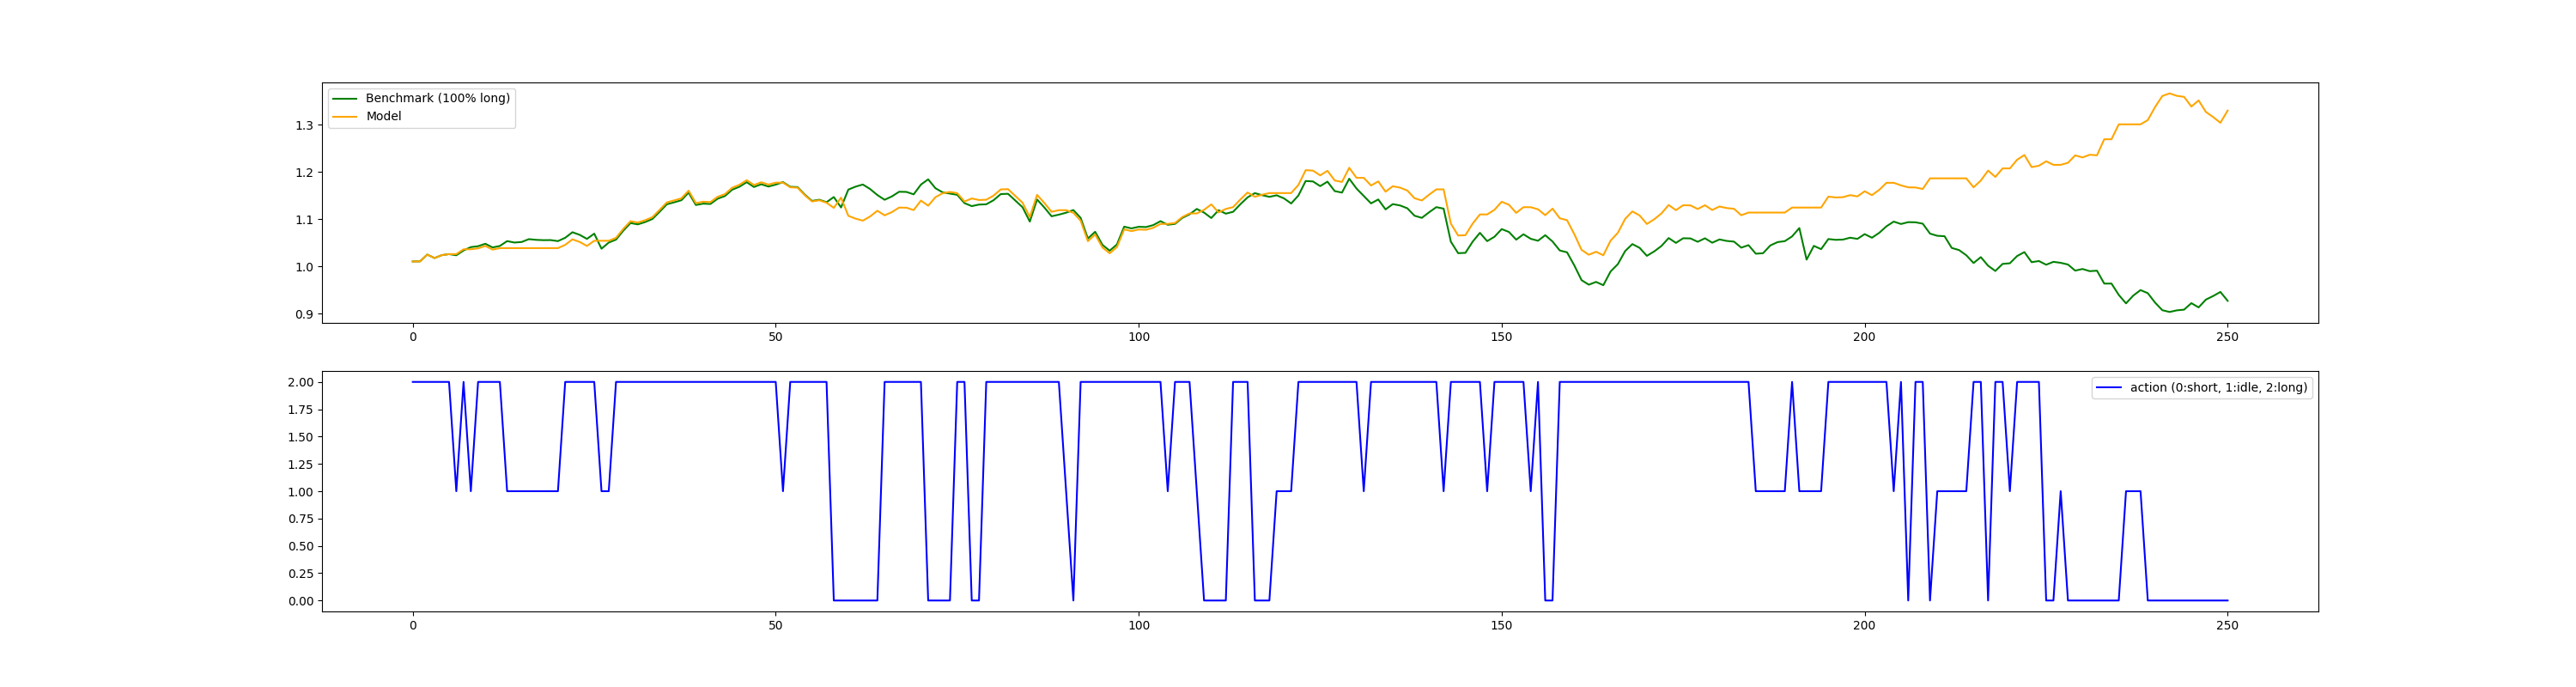 Benchmark (100% long)
Model
1.3
1.2
1.1
1.0
0.9
0 50 100 150 200 250
action (0:short, 1:idle, 2:long)
2.00
1.75
1.50
1.25
1.00
0.75
0.50
0.25
0.00
0 50 100 150 200 250